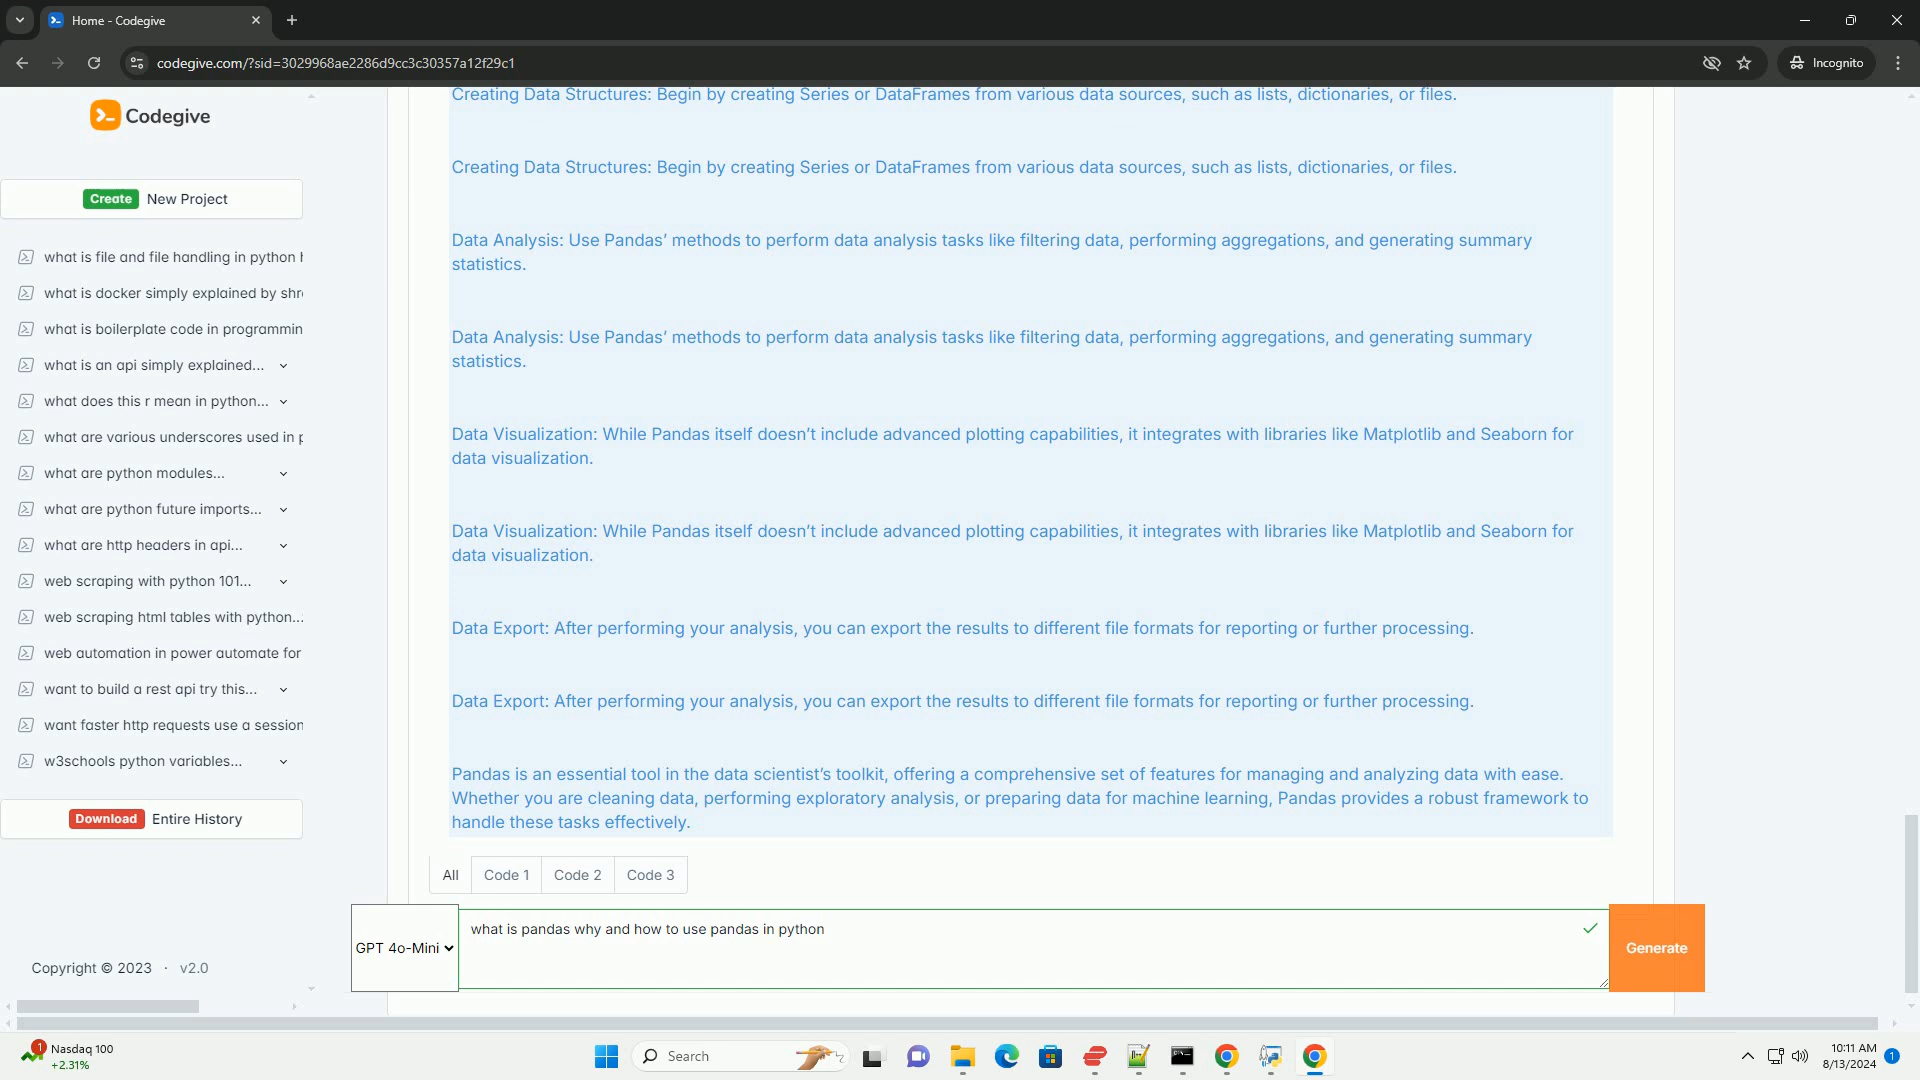 Home - Codegive
codegive.com/?sid=3029968ae2286d9cc3c30357a12f29c1
Incognito
Codegive
Create New Project
what is file and file handling in python
what is docker simply explained by
what is boilerplate code in
what is an api simply explained...
what does this r mean in python...
what are various underscores used in
what are python modules...
what are python future imports...
what are http headers in api...
web scraping with python 101...
web scraping html tables with python...
web automation in power automate for
want to build a rest api try this...
want faster http requests use a session
w3schools python variables...
Download Entire History
Copyright © 2023 · v2.0
Creating Data Structures: Begin by creating Series or DataFrames from various data sources, such as lists, dictionaries, or files.
Creating Data Structures: Begin by creating Series or DataFrames from various data sources, such as lists, dictionaries, or files.
Data Analysis: Use Pandas’ methods to perform data analysis tasks like filtering data, performing aggregations, and generating summary
statistics.
Data Analysis: Use Pandas’ methods to perform data analysis tasks like filtering data, performing aggregations, and generating summary
statistics.
Data Visualization: While Pandas itself doesn’t include advanced plotting capabilities, it integrates with libraries like Matplotlib and Seaborn for
data visualization.
Data Visualization: While Pandas itself doesn’t include advanced plotting capabilities, it integrates with libraries like Matplotlib and Seaborn for
data visualization.
Data Export: After performing your analysis, you can export the results to different file formats for reporting or further processing.
Data Export: After performing your analysis, you can export the results to different file formats for reporting or further processing.
Pandas is an essential tool in the data scientist’s toolkit, offering a comprehensive set of features for managing and analyzing data with ease.
Whether you are cleaning data, performing exploratory analysis, or preparing data for machine learning, Pandas provides a robust framework to
handle these tasks effectively.
All Code 1 Code 2 Code 3
GPT 4o-Mini
what is pandas why and how to use pandas in python
Generate
1
Nasdaq 100
+2.31%
Search
10:11 AM
8/13/2024
1